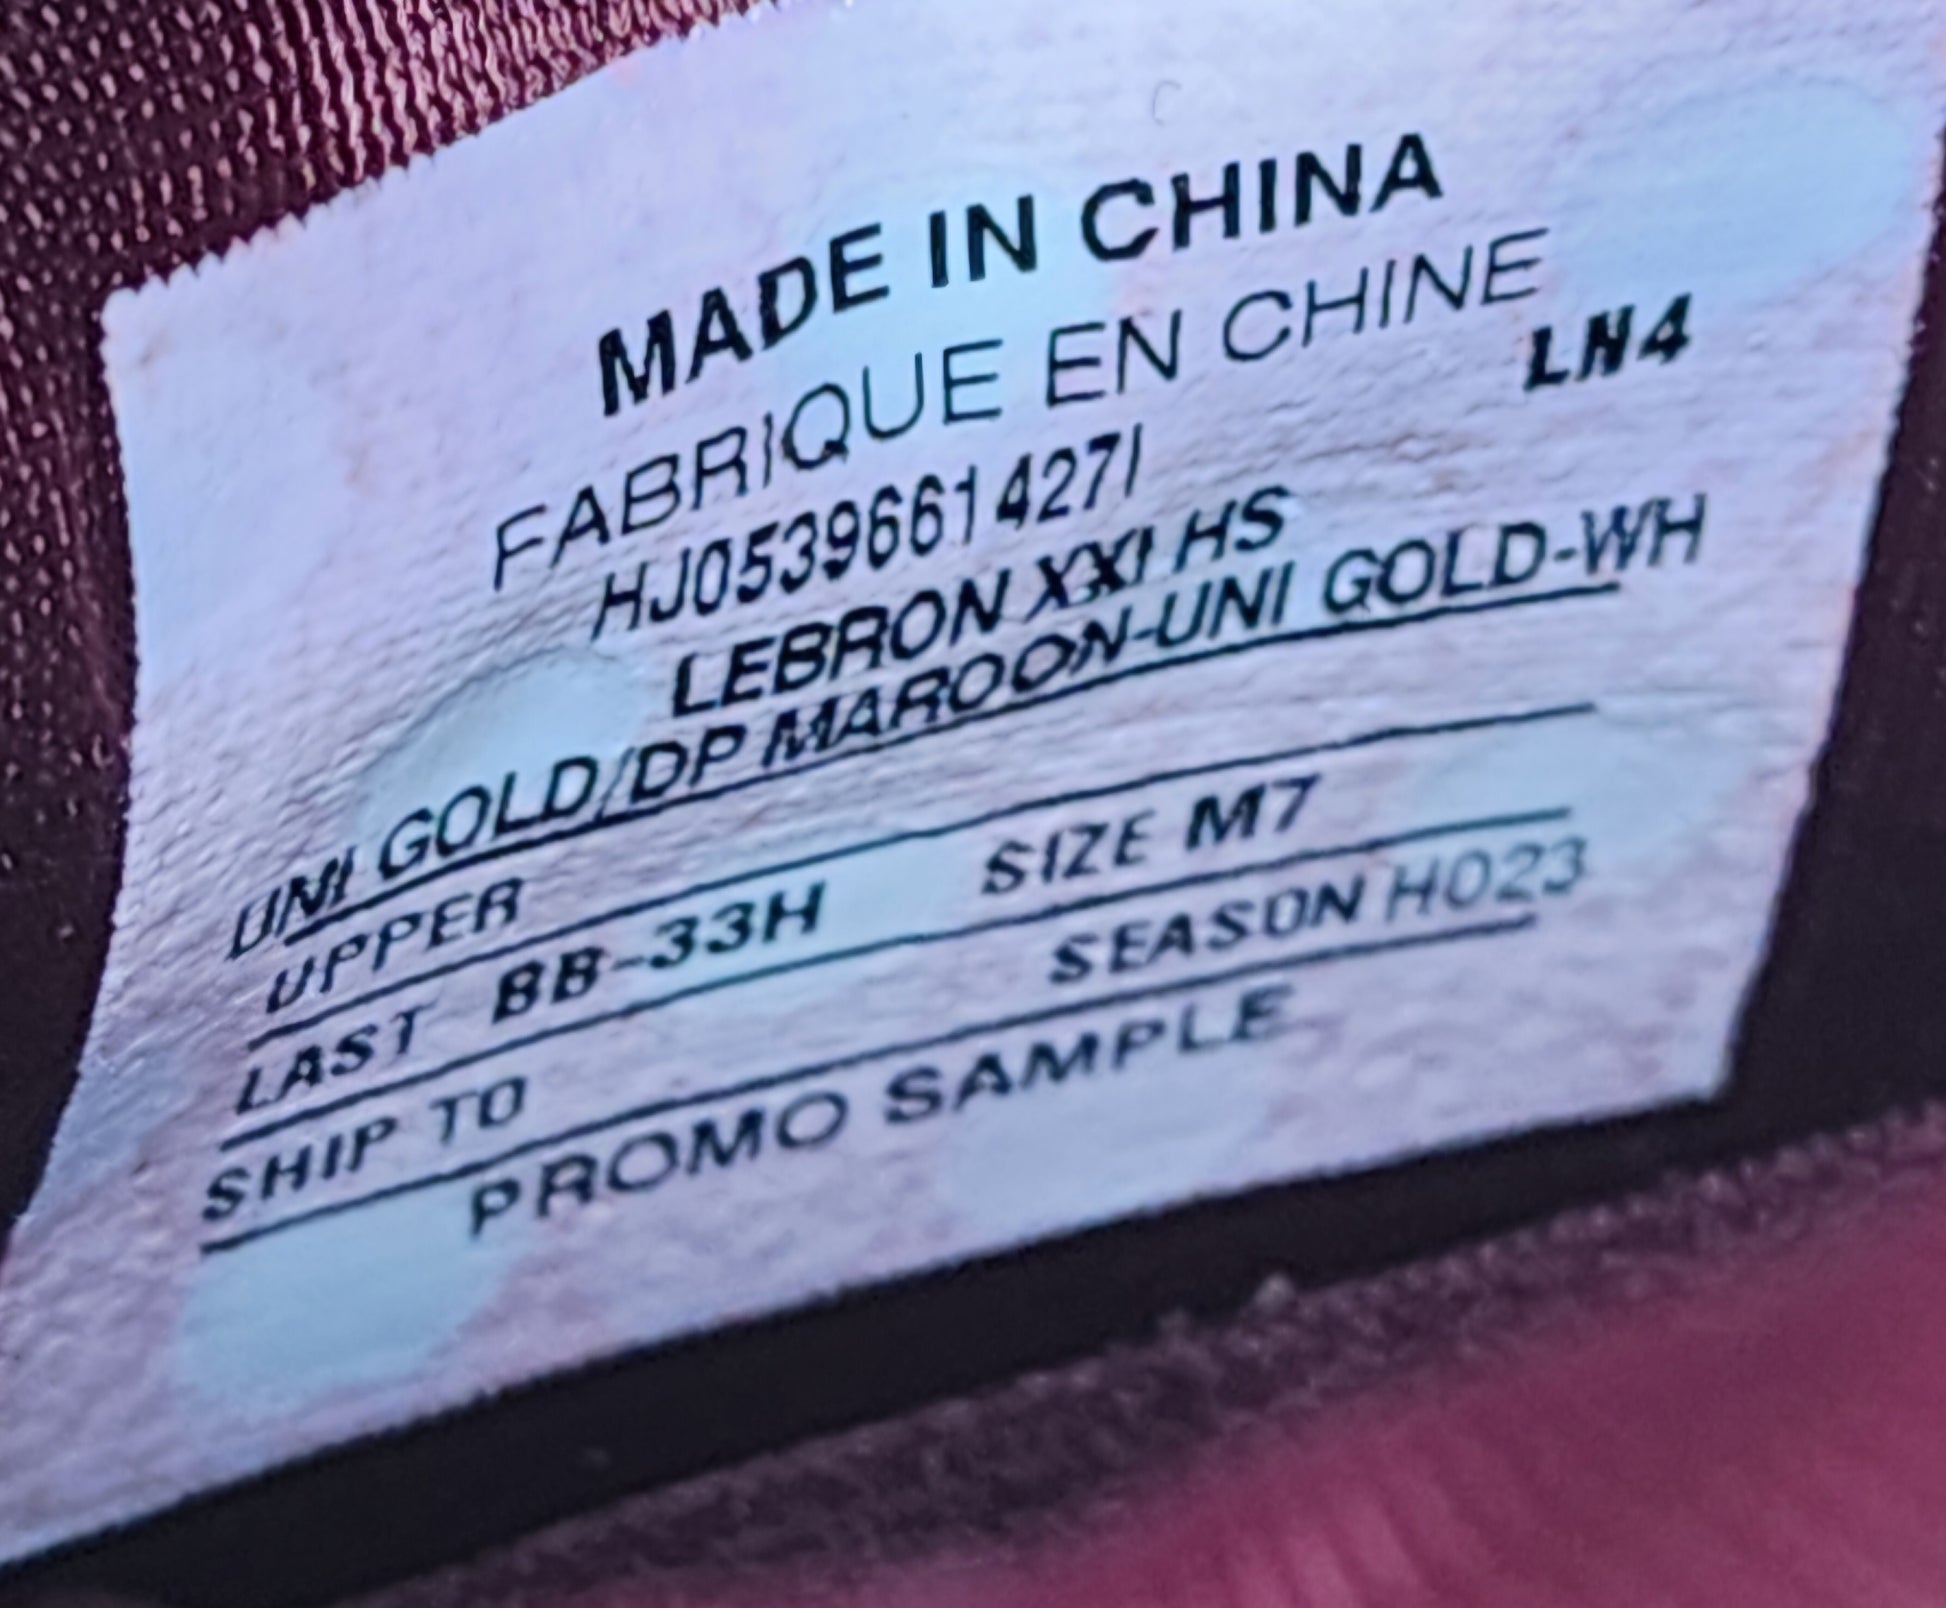 MADE IN CHINA
FABRIQUE EN CHINE
LN4
HJ0539661427I
LEBRON XXI HS
UNI GOLD/DP MAROON-UNI GOLD-WH
UPPER
LAST BB-33H SIZE M7
SHIP TO SEASON HO23
PROMO SAMPLE